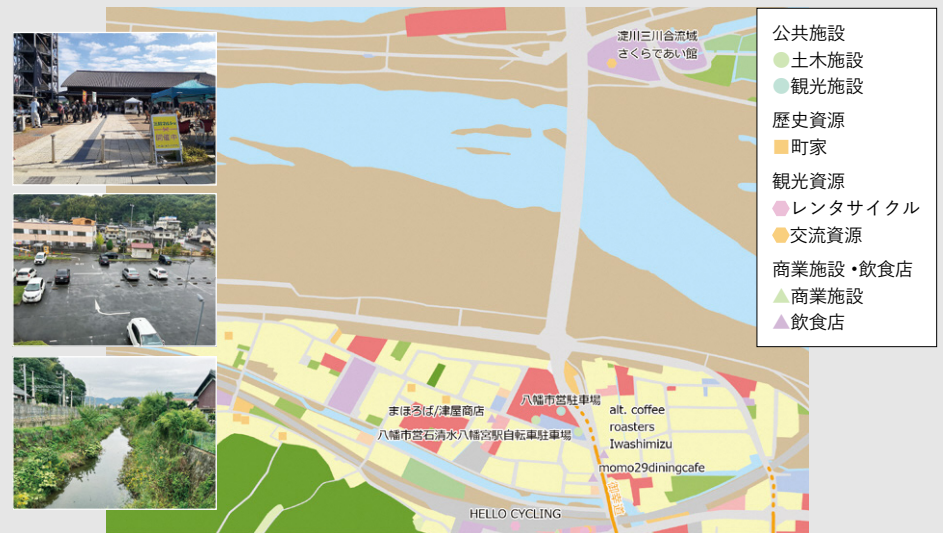 淀川三川合流域
さくらであい館
八幡市営駐車場
まほろば/津屋商店
八幡市営石清水八幡宮駅自転車駐車場
alt. coffee
roasters
Iwashimizu
momo29diningcafe
御幸道
HELLO CYCLING
公共施設
土木施設
観光施設
歴史資源
町家
観光資源
レンタサイクル
交流資源
商業施設・飲食店
商業施設
飲食店